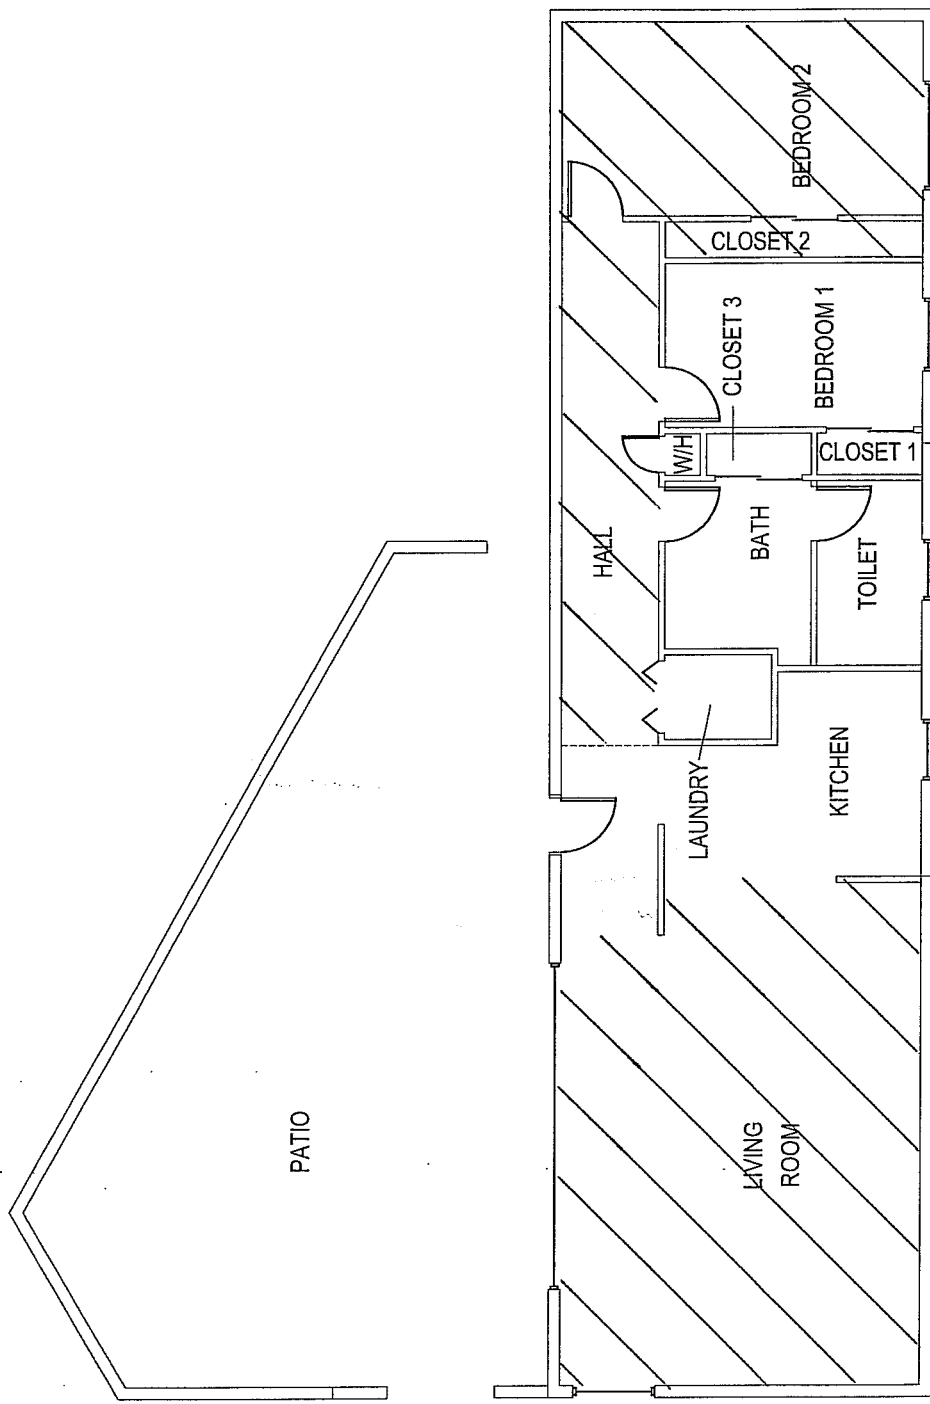 PATIO
LIVING
ROOM
KITCHEN
LAUNDRY
HALL
BATH
TOILET
W/H
CLOSET 3
CLOSET 1
BEDROOM 1
CLOSET 2
BEDROOM 2